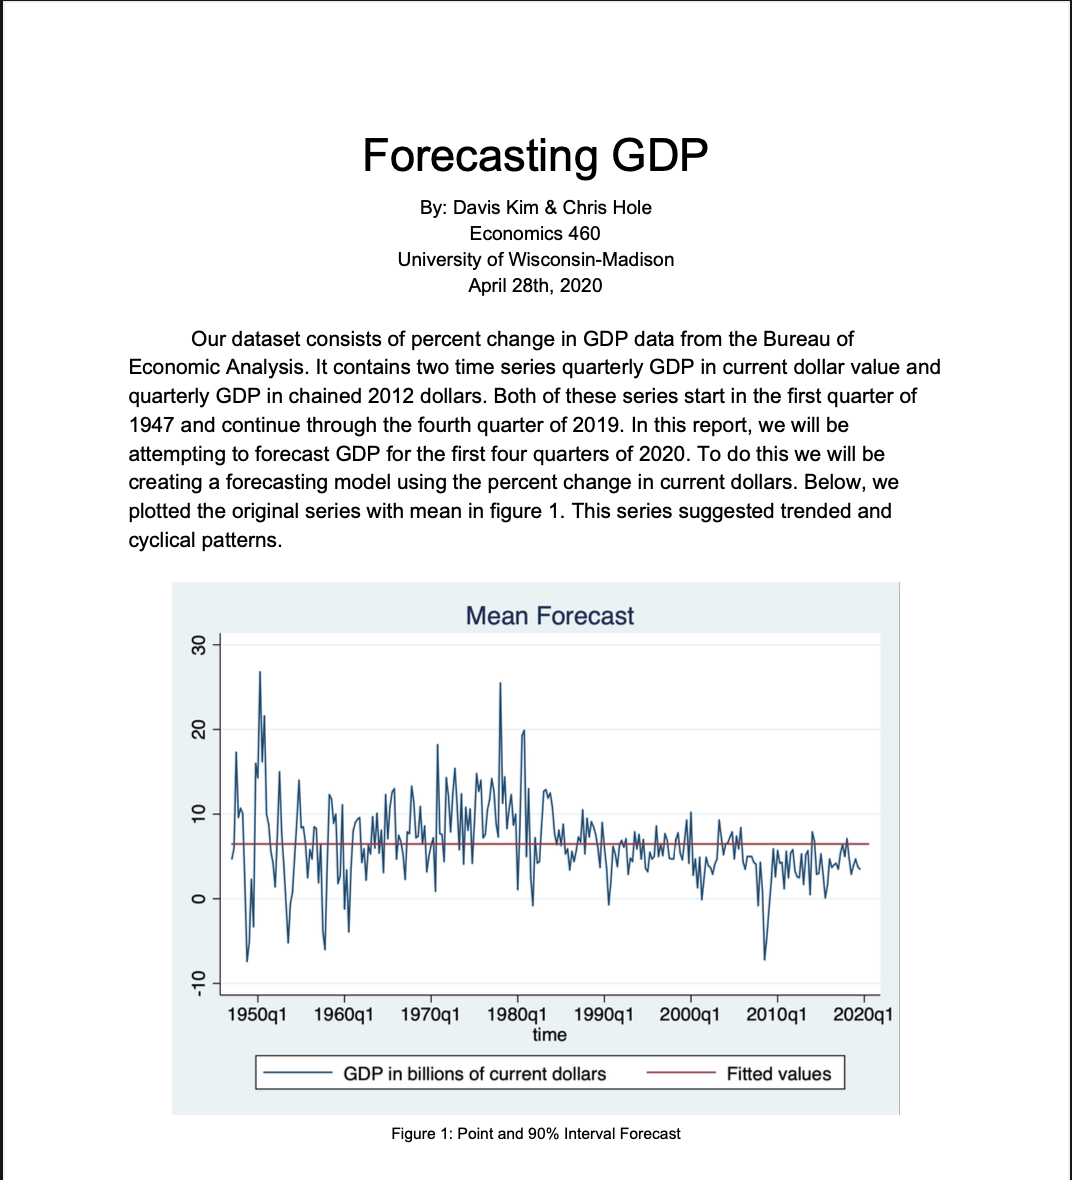 Forecasting GDP
By: Davis Kim & Chris Hole
Economics 460
University of Wisconsin-Madison
April 28th, 2020
Our dataset consists of percent change in GDP data from the Bureau of
Economic Analysis. It contains two time series quarterly GDP in current dollar value and
quarterly GDP in chained 2012 dollars. Both of these series start in the first quarter of
1947 and continue through the fourth quarter of 2019. In this report, we will be
attempting to forecast GDP for the first four quarters of 2020. To do this we will be
creating a forecasting model using the percent change in current dollars. Below, we
plotted the original series with mean in figure 1. This series suggested trended and
cyclical patterns.
Mean Forecast
30
20
10
0
-10
1950q1 1960q1 1970q1 1980q1 1990q1 2000q1 2010q1 2020q1
time
GDP in billions of current dollars Fitted values
Figure 1: Point and 90% Interval Forecast